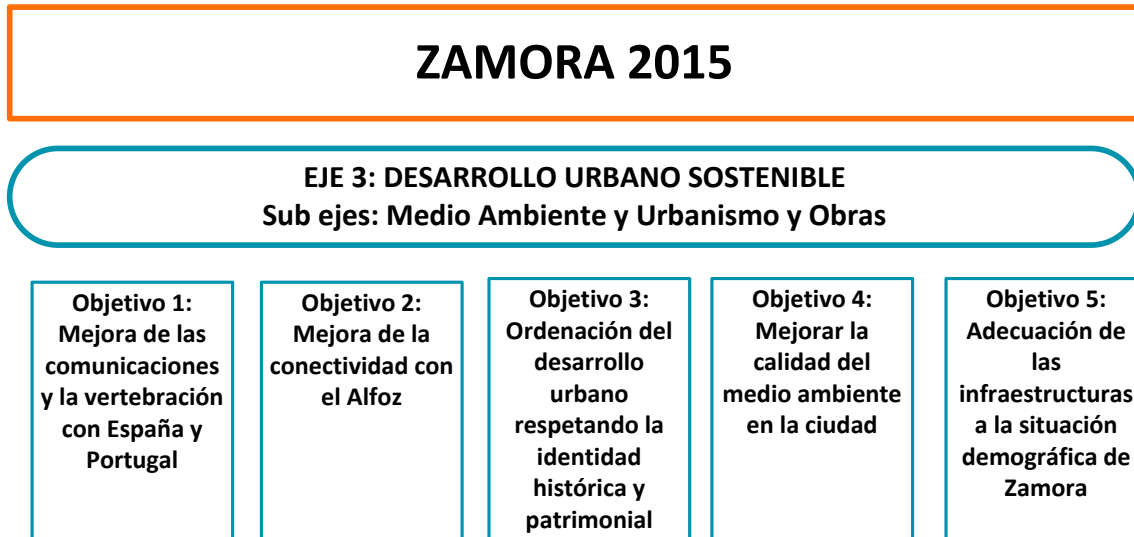 ZAMORA 2015
EJE 3: DESARROLLO URBANO SOSTENIBLE
Sub ejes: Medio Ambiente y Urbanismo y Obras
Objetivo 1:
Mejora de las
comunicaciones
y la vertebración
con España y
Portugal
Objetivo 2:
Mejora de la
conectividad con
el Alfoz
Objetivo 3:
Ordenación del
desarrollo
urbano
respetando la
identidad
histórica y
patrimonial
Objetivo 4:
Mejorar la
calidad del
medio ambiente
en la ciudad
Objetivo 5:
Adecuación de
las
infraestructuras
a la situación
demográfica de
Zamora